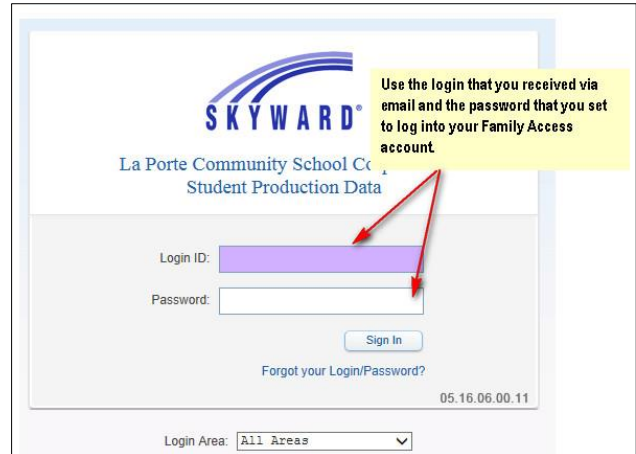 SKYWARD®
Use the login that you received via
email and the password that you set
to log into your Family Access
account.
La Porte Community School Co
Student Production Data
Login ID:
Password:
Sign In
Forgot your Login/Password?
05.16.06.00.11
Login Area: All Areas